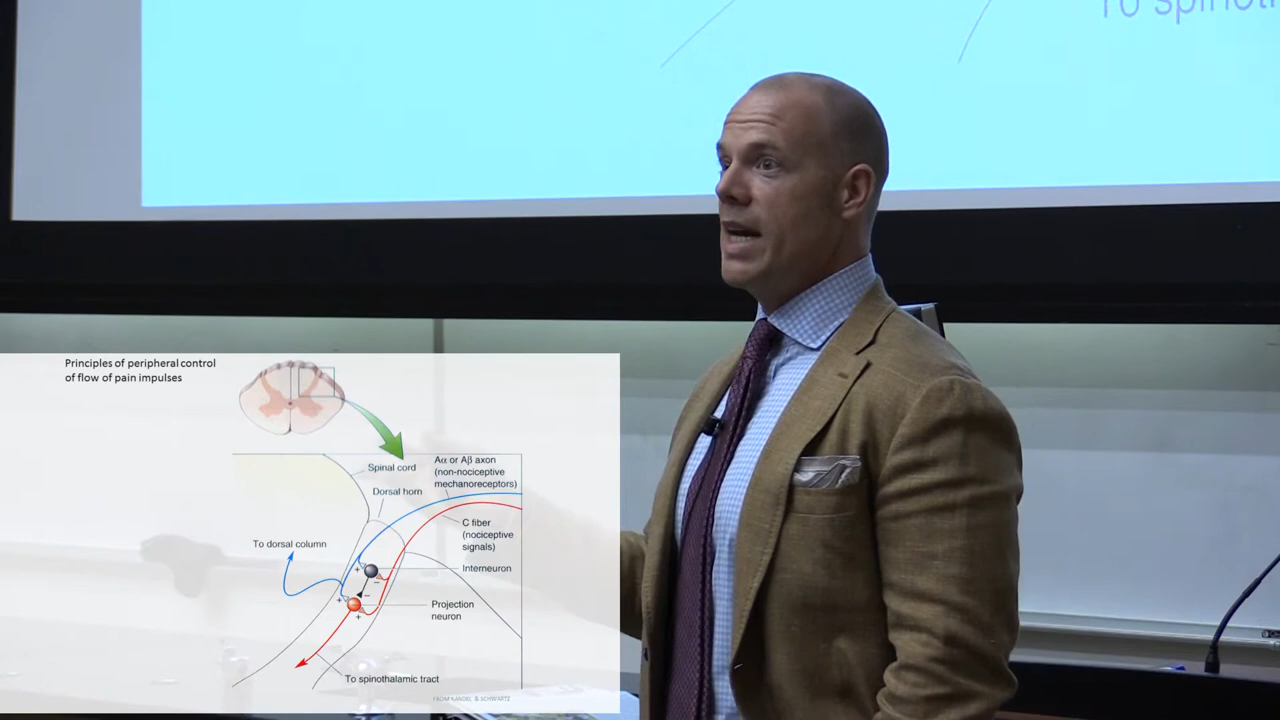 To spinot
Principles of peripheral control
of flow of pain impulses
Spinal cord
Aα or Aβ axon
(non-nociceptive
mechanoreceptors)
Dorsal horn
C fiber
(nociceptive
signals)
To dorsal column
Interneuron
+
−
+
−
+
Projection
neuron
To spinothalamic tract
FROM KANDEL & SCHWARTZ